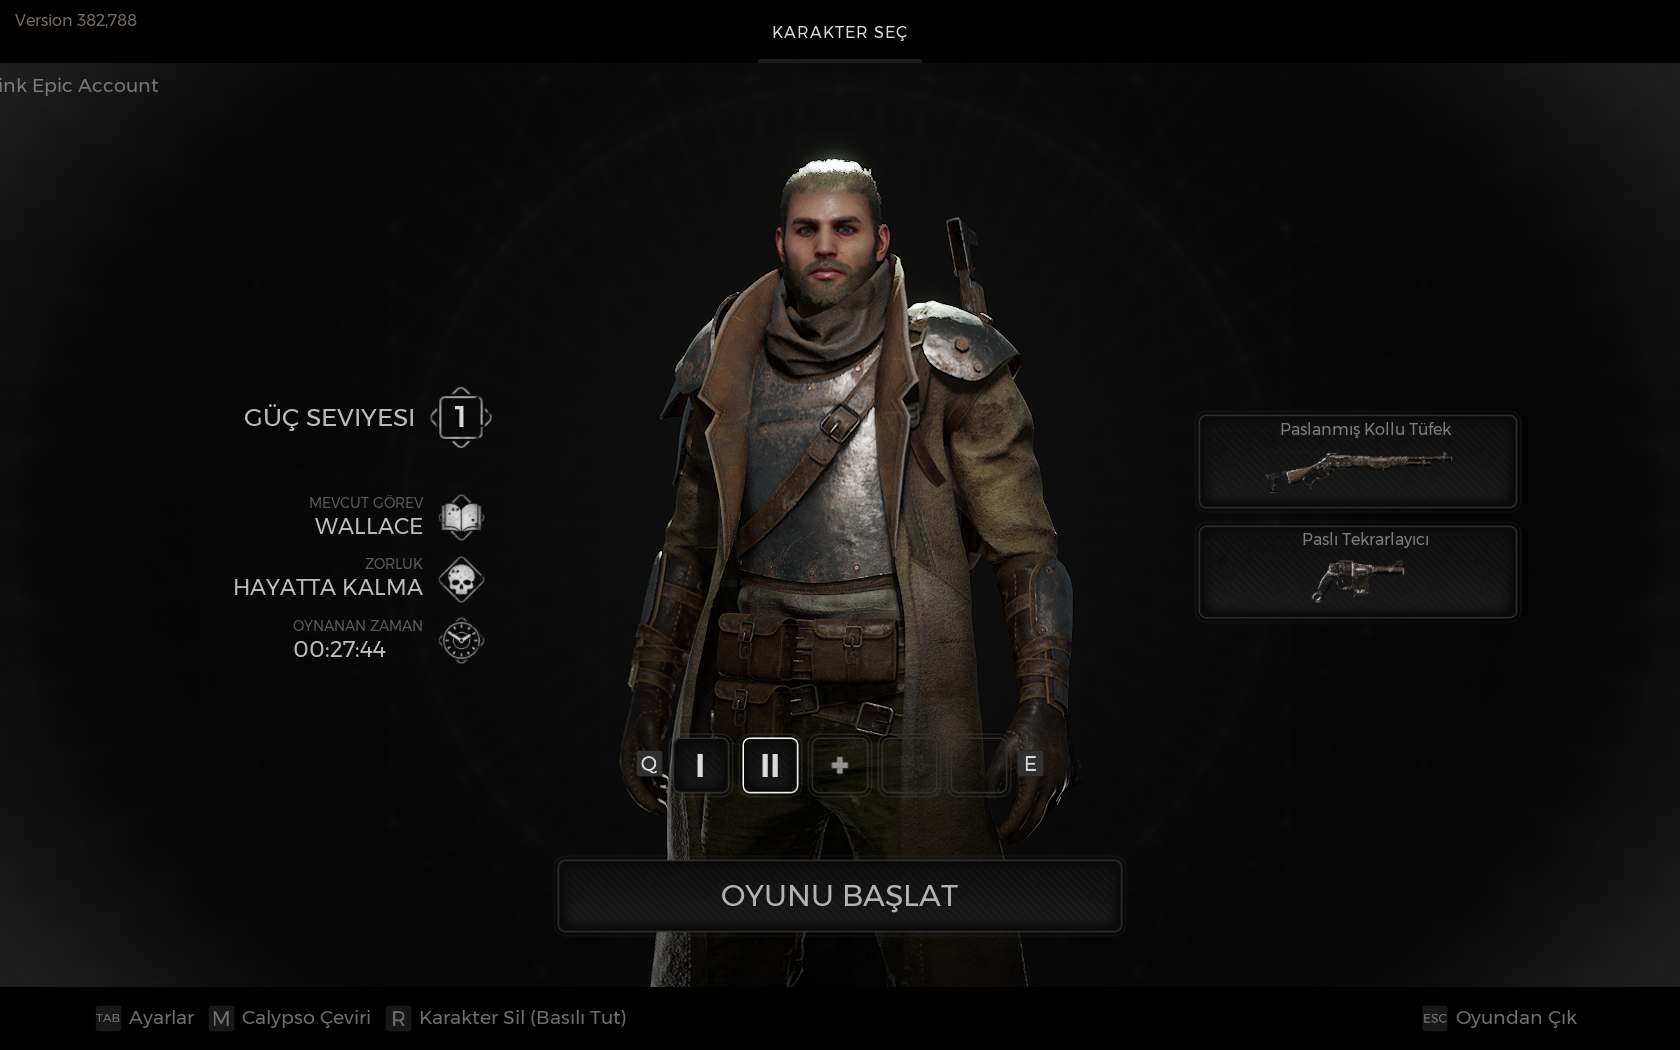 Version 382,788
KARAKTER SEÇ
ink Epic Account
GÜÇ SEVIYESI 1
MEVCUT GÖREV
WALLACE
ZORLUK
HAYATTA KALMA
OYNANAN ZAMAN
00:27:44
Paslanmış Kollu Tüfek
Paslı Tekrarlayıcı
Q I II + E
OYUNU BAŞLAT
TAB Ayarlar M Calypso Çeviri R Karakter Sil (Basılı Tut) ESC Oyundan Çık